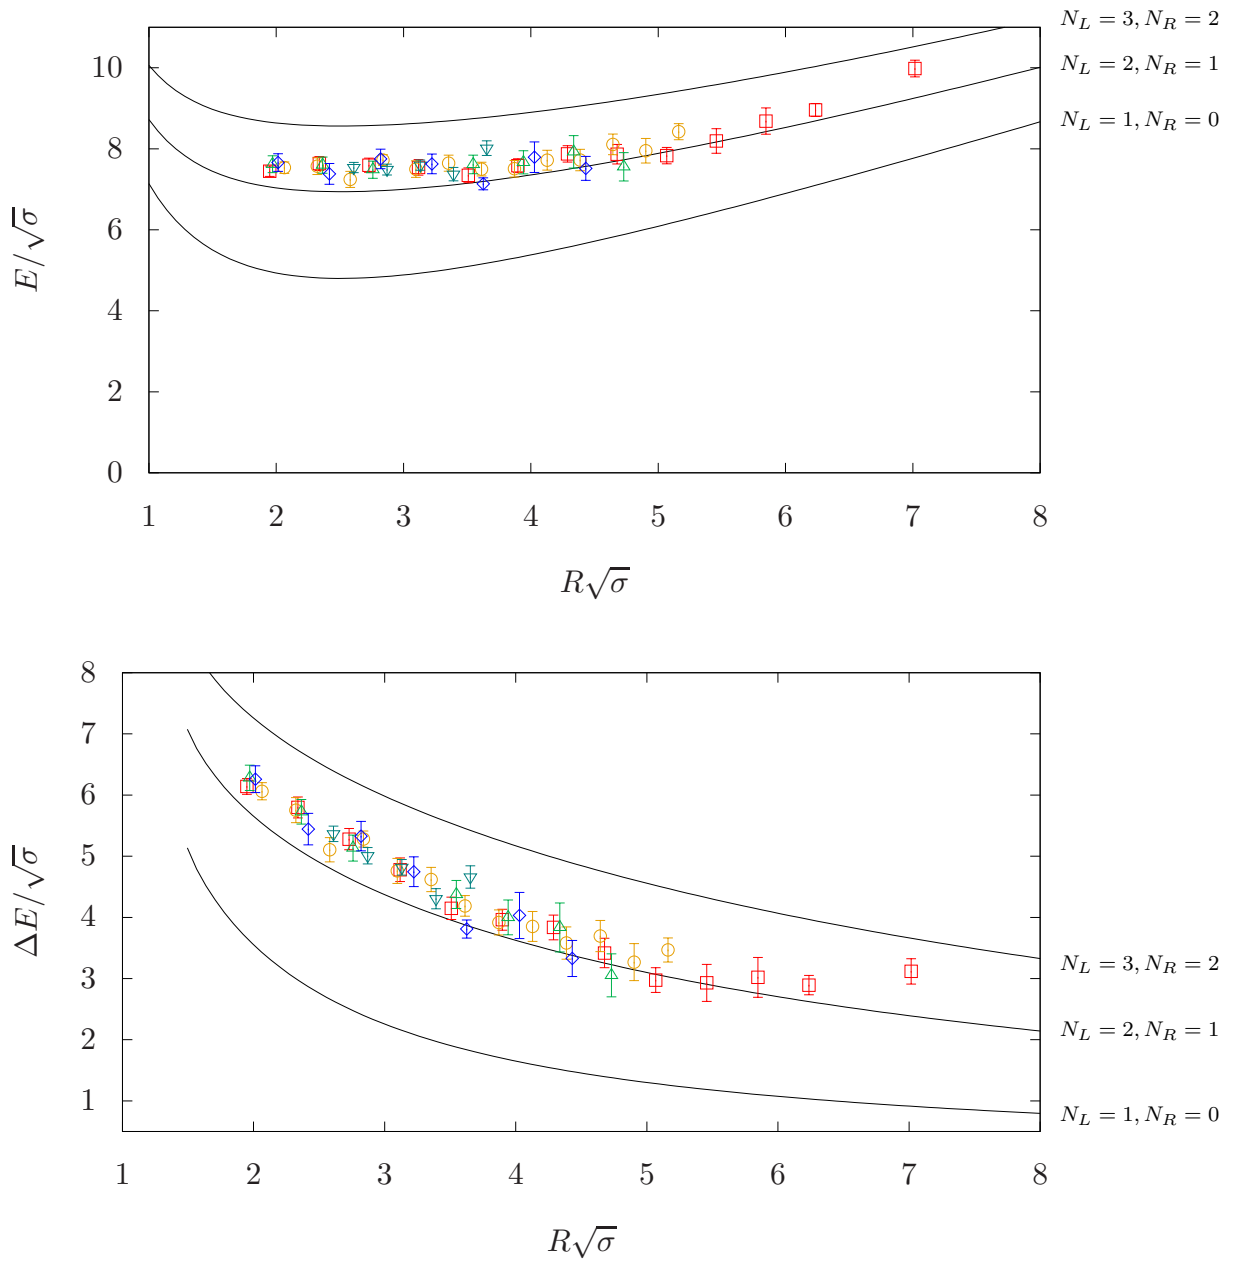 N_L = 3, N_R = 2
10
N_L = 2, N_R = 1
N_L = 1, N_R = 0
8
6
4
2
0
E/√σ
1 2 3 4 5 6 7 8
R√σ
8
7
6
5
4
3
2
1
ΔE/√σ
N_L = 3, N_R = 2
N_L = 2, N_R = 1
N_L = 1, N_R = 0
1 2 3 4 5 6 7 8
R√σ